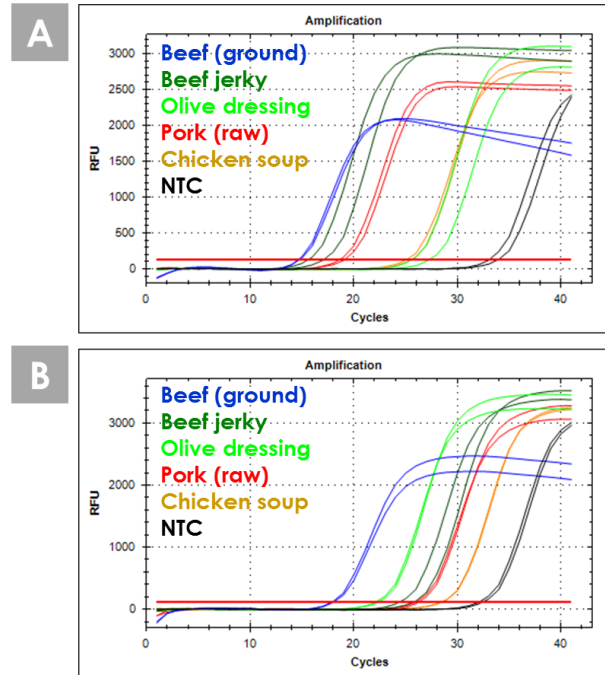 A
Amplification
Beef (ground)
Beef jerky
Olive dressing
Pork (raw)
Chicken soup
NTC
RFU
3000
2500
2000
1500
1000
500
0
0 10 20 30 40
Cycles
B
Amplification
Beef (ground)
Beef jerky
Olive dressing
Pork (raw)
Chicken soup
NTC
RFU
3000
2000
1000
0
0 10 20 30 40
Cycles